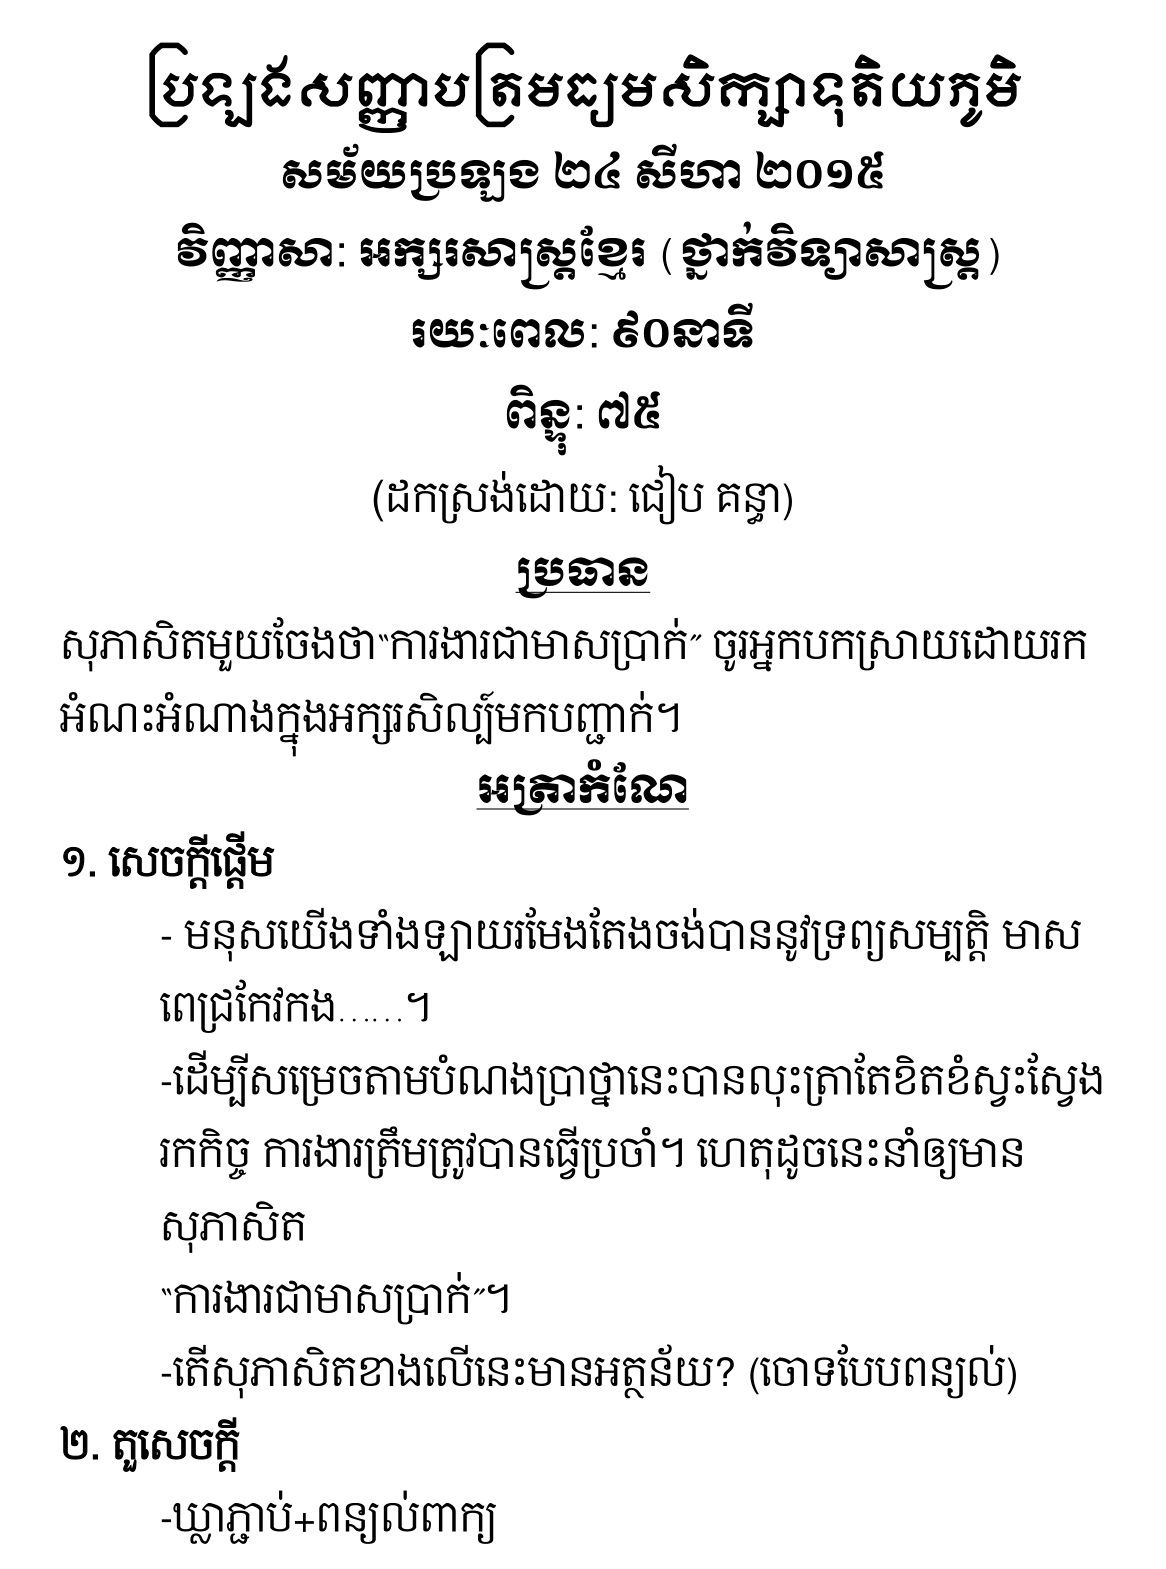 ប្រឡងសញ្ញាបត្រមធ្យមសិក្សាទុតិយភូមិ
សម័យប្រឡង ២៤ សីហា ២០១៥
វិញ្ញាសា: អក្សរសាស្ត្រខ្មែរ (ថ្នាក់វិទ្យាសាស្ត្រ)
រយៈពេល: ៩០នាទី
ពិន្ទុ: ៧៥
(ដកស្រង់ដោយ: ជៀប គន្ធា)
ប្រធាន
សុភាសិតមួយចែងថា“ការងារជាមាសប្រាក់” ចូរអ្នកបកស្រាយដោយរក
អំណះអំណាងក្នុងអក្សរសិល្ប៍មកបញ្ជាក់។
អត្រាកំណែ
១. សេចក្ដីផ្ដើម
- មនុសយើងទាំងឡាយរមែងតែងចង់បាននូវទ្រព្យសម្បត្តិ មាស
ពេជ្រកែវកង……។
-ដើម្បីសម្រេចតាមបំណងប្រាថ្នានេះបានលុះត្រាតែខិតខំស្វះស្វែង
រកកិច្ច ការងារត្រឹមត្រូវបានធ្វើប្រចាំ។ ហេតុដូចនេះនាំឲ្យមាន
សុភាសិត
“ការងារជាមាសប្រាក់”។
-តើសុភាសិតខាងលើនេះមានអត្ថន័យ? (ចោទបែបពន្យល់)
២. តួសេចក្ដី
-ឃ្លាភ្ជាប់+ពន្យល់ពាក្យ